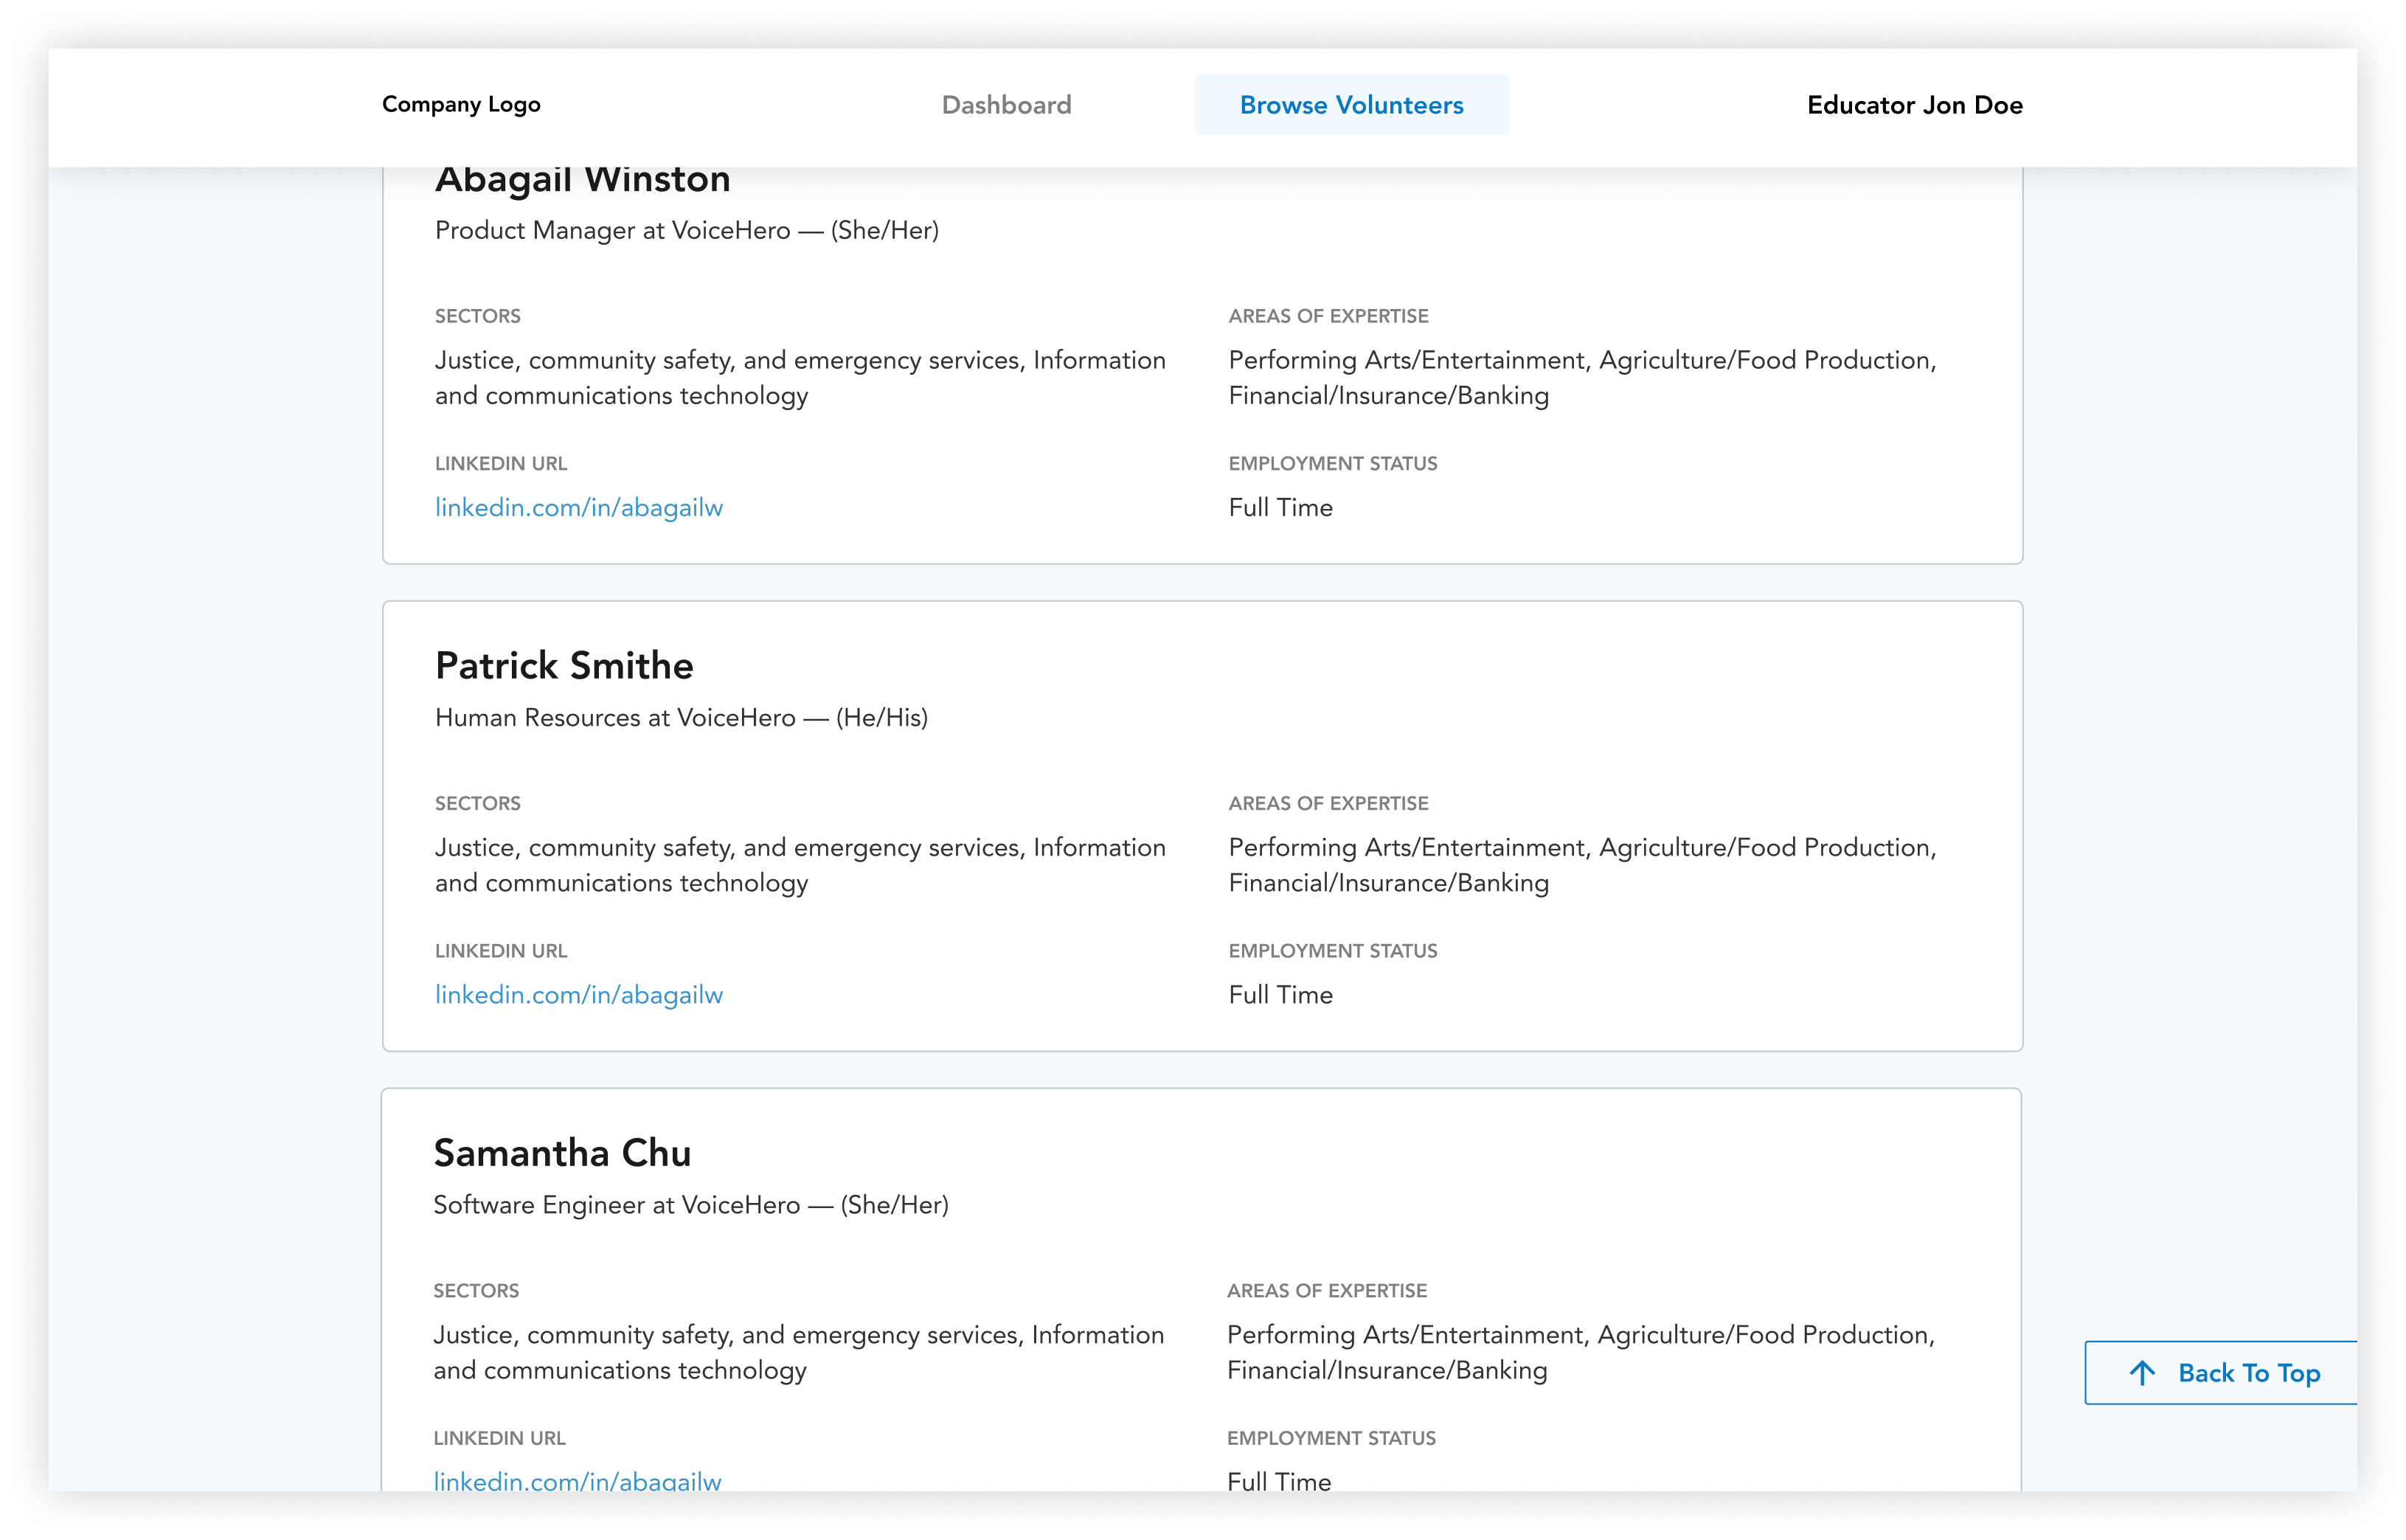 Company Logo
Dashboard
Browse Volunteers
Educator Jon Doe
Abagail Winston
Product Manager at VoiceHero — (She/Her)
SECTORS
Justice, community safety, and emergency services, Information
and communications technology
AREAS OF EXPERTISE
Performing Arts/Entertainment, Agriculture/Food Production,
Financial/Insurance/Banking
LINKEDIN URL
linkedin.com/in/abagailw
EMPLOYMENT STATUS
Full Time
Patrick Smithe
Human Resources at VoiceHero — (He/His)
SECTORS
Justice, community safety, and emergency services, Information
and communications technology
AREAS OF EXPERTISE
Performing Arts/Entertainment, Agriculture/Food Production,
Financial/Insurance/Banking
LINKEDIN URL
linkedin.com/in/abagailw
EMPLOYMENT STATUS
Full Time
Samantha Chu
Software Engineer at VoiceHero — (She/Her)
SECTORS
Justice, community safety, and emergency services, Information
and communications technology
AREAS OF EXPERTISE
Performing Arts/Entertainment, Agriculture/Food Production,
Financial/Insurance/Banking
LINKEDIN URL
linkedin.com/in/abagailw
EMPLOYMENT STATUS
Full Time
Back To Top